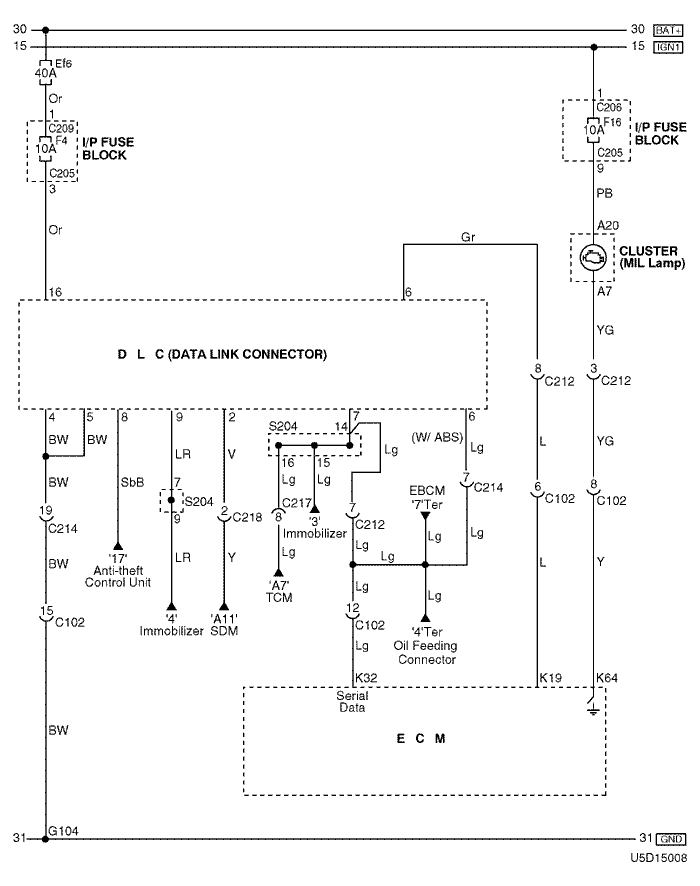 30
30 BAT+
15
15 IGN1
Ef6
40A
Or
1
C209
F4
10A
C205
3
I/P FUSE
BLOCK
1
C206
F16
10A
C205
9
I/P FUSE
BLOCK
PB
Or
A20
CLUSTER
(MIL Lamp)
A7
Gr
YG
16
6
D L C (DATA LINK CONNECTOR)
8
C212
3
C212
4
5
8
9
2
7
6
BW
BW
SbB
LR
V
S204
14
16
15
Lg
(W/ ABS)
Lg
L
YG
BW
7
S204
9
Lg
Lg
C217
8
'3'
Immobilizer
7
C212
EBCM
'7'Ter
7
C214
6
C102
8
C102
19
C214
2
C218
BW
'17'
Anti-theft
Control Unit
LR
Y
Lg
'A7'
TCM
Lg
Lg
Lg
Lg
L
Y
15
C102
'4'
Immobilizer
'A11'
SDM
Lg
12
C102
Lg
Lg
'4'Ter
Oil Feeding
Connector
K32
K19
K64
Serial
Data
E C M
BW
G104
31
31 GND
U5D15008